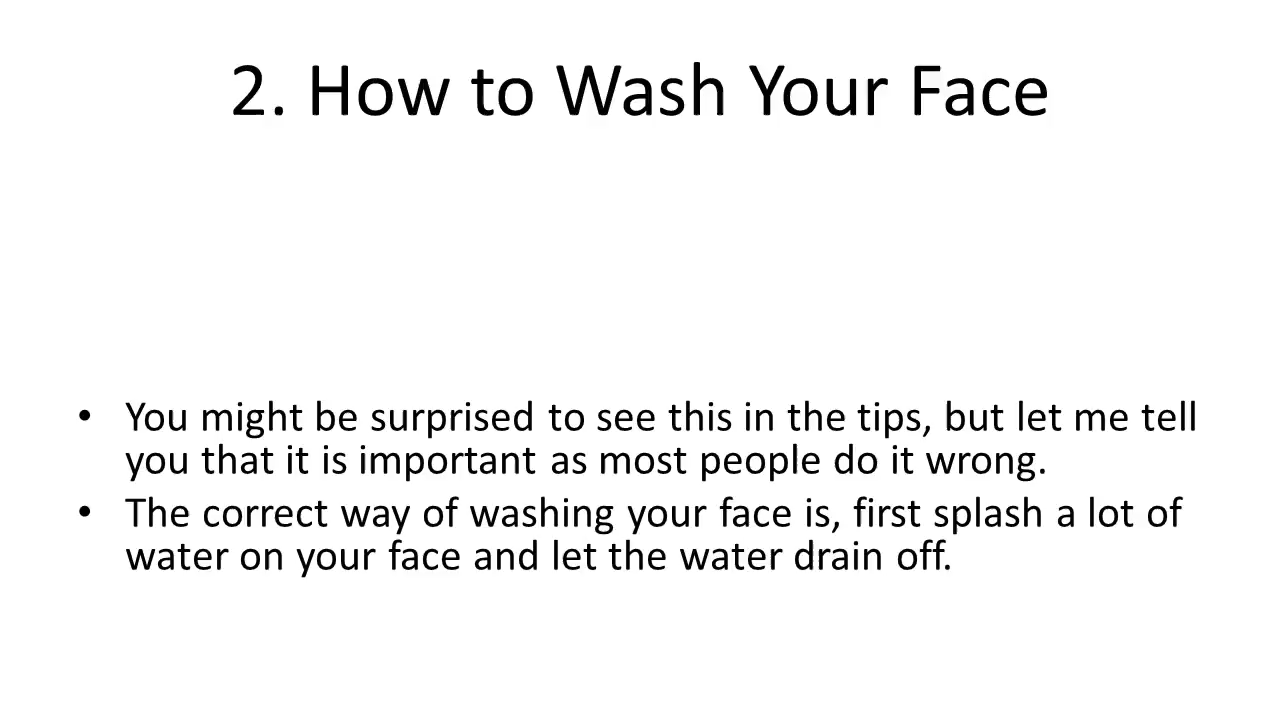 2. How to Wash Your Face
• You might be surprised to see this in the tips, but let me tell
you that it is important as most people do it wrong.
• The correct way of washing your face is, first splash a lot of
water on your face and let the water drain off.